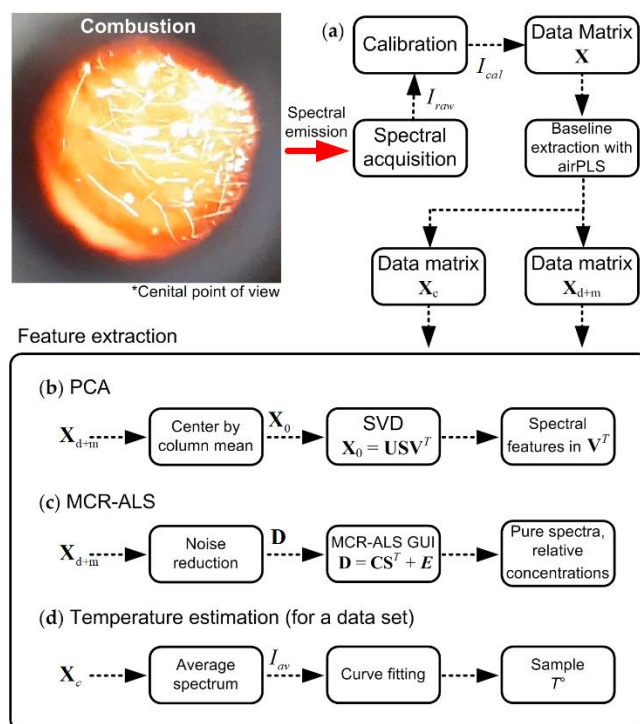 Combustion
(a)
Calibration
I_cal
Data Matrix
X
I_raw
Spectral
emission
Spectral
acquisition
Baseline
extraction with
airPLS
*Cenital point of view
Data matrix
X_c
Data matrix
X_d+m
Feature extraction
(b) PCA
X_d+m
Center by
column mean
X_0
SVD
X_0 = USV^T
Spectral
features in V^T
(c) MCR-ALS
X_d+m
Noise
reduction
D
MCR-ALS GUI
D = CS^T + E
Pure spectra,
relative
concentrations
(d) Temperature estimation (for a data set)
X_c
Average
spectrum
I_av
Curve fitting
Sample
T°